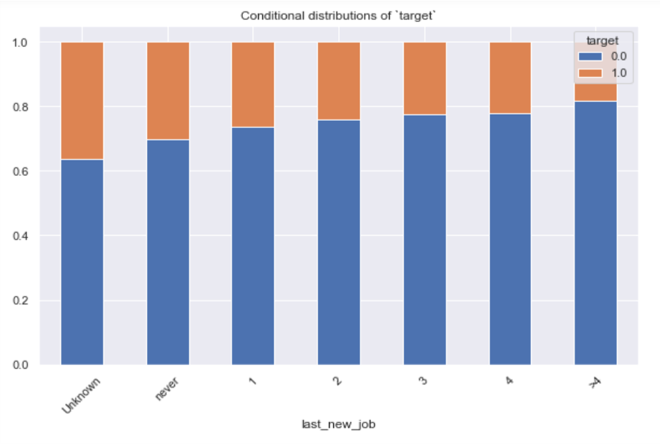 Conditional distributions of `target`
target
0.0
1.0
1.0
0.8
0.6
0.4
0.2
0.0
Unknown
never
1
2
3
4
>4
last_new_job